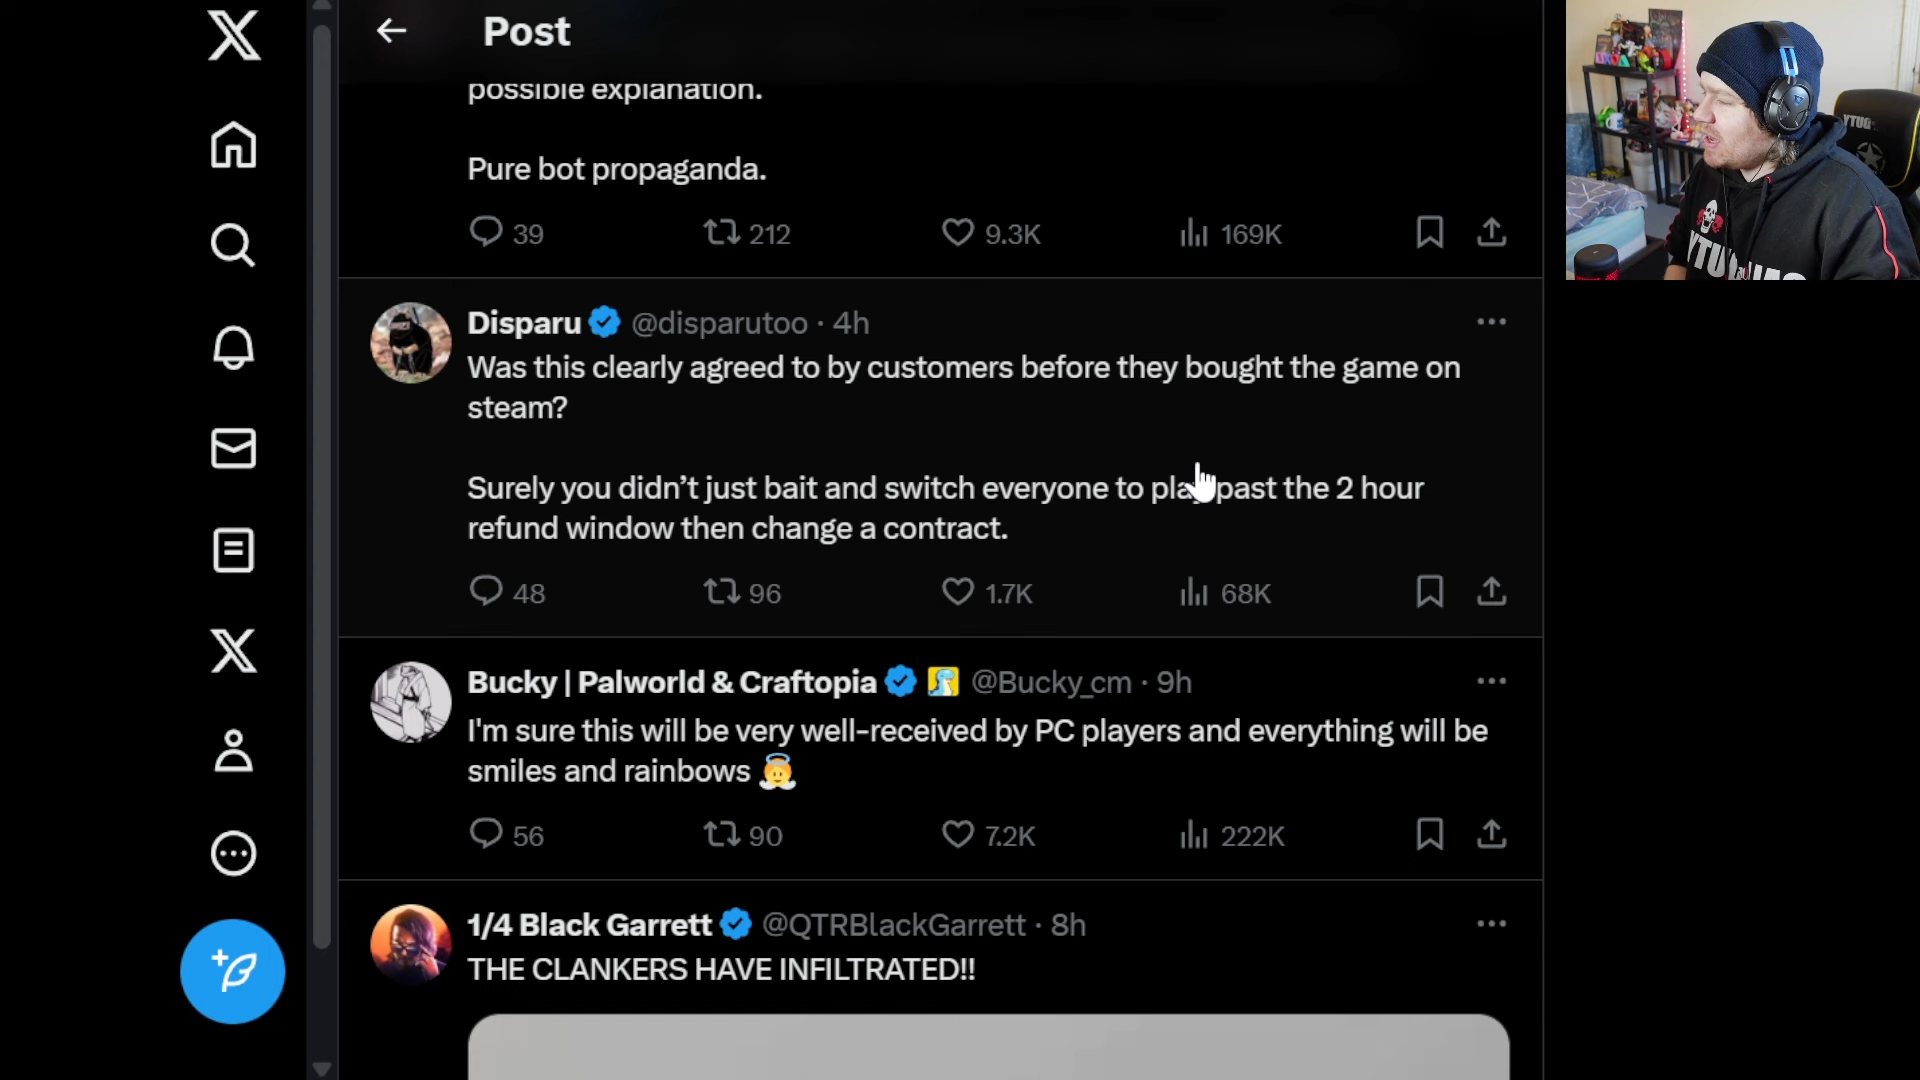 Post
possible explanation.
Pure bot propaganda.
39 212 9.3K 169K
Disparu @disparutoo · 4h
Was this clearly agreed to by customers before they bought the game on
steam?
Surely you didn’t just bait and switch everyone to play past the 2 hour
refund window then change a contract.
48 96 1.7K 68K
Bucky | Palworld & Craftopia @Bucky_cm · 9h
I'm sure this will be very well-received by PC players and everything will be
smiles and rainbows 😇
56 90 7.2K 222K
1/4 Black Garrett @QTRBlackGarrett · 8h
THE CLANKERS HAVE INFILTRATED!!